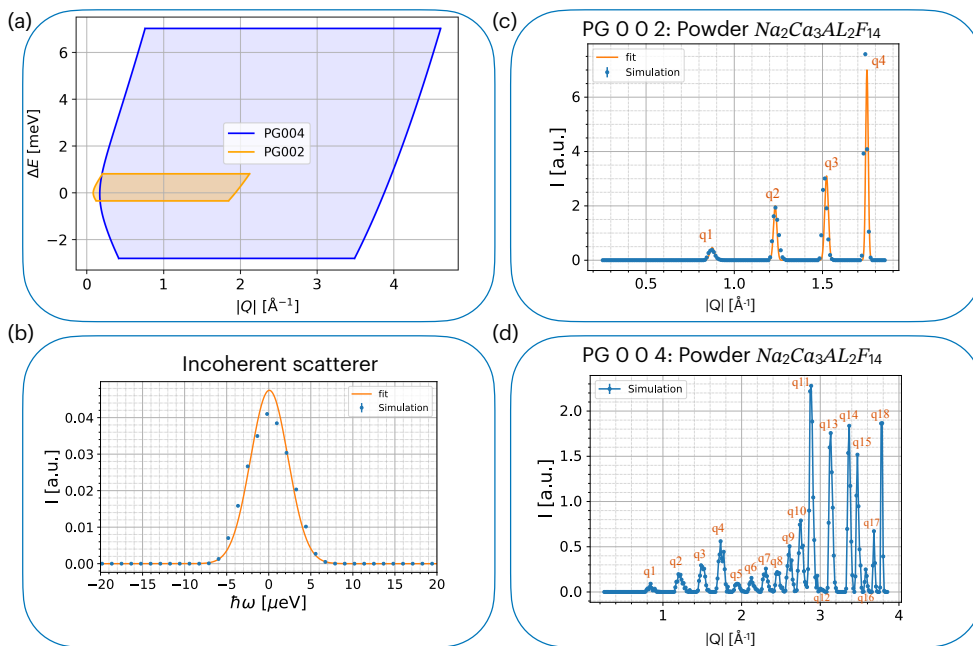 (a)
6
4
2
0
−2
ΔE [meV]
PG004
PG002
0 1 2 3 4
|Q| [Å⁻¹]
(b)
Incoherent scatterer
fit
Simulation
0.04
0.03
0.02
0.01
0.00
I [a.u.]
−20 −15 −10 −5 0 5 10 15 20
ℏω [μeV]
(c)
PG 0 0 2: Powder Na₂Ca₃AL₂F₁₄
fit
Simulation
q4
q3
q2
q1
6
4
2
0
I [a.u.]
0.5 1.0 1.5
|Q| [Å⁻¹]
(d)
PG 0 0 4: Powder Na₂Ca₃AL₂F₁₄
Simulation
q11
q13 q14 q18
q15
q10
q17
q4
q9
q3
q7
q2 q8
q6
q1 q5
q12 q16
2.0
1.5
1.0
0.5
0.0
I [a.u.]
0 1 2 3 4
|Q| [Å⁻¹]